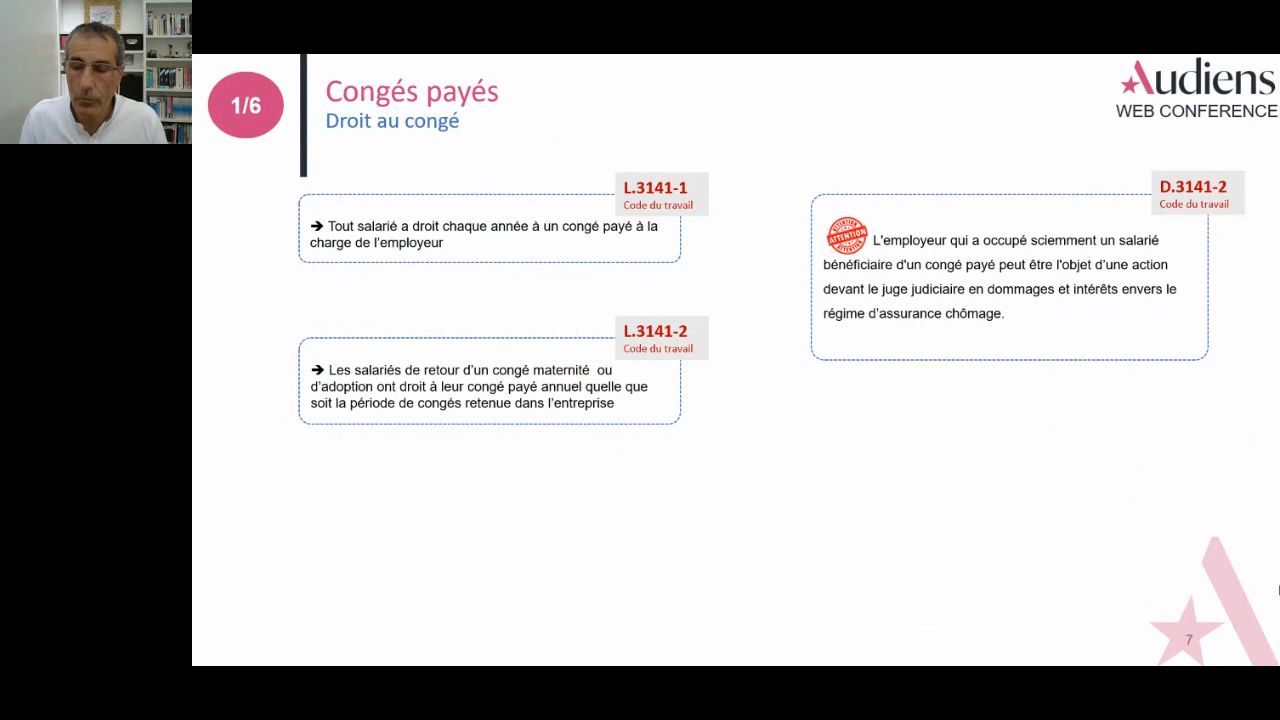 1/6
Congés payés
Droit au congé
Audiens
WEB CONFERENCE
L.3141-1
Code du travail
➔ Tout salarié a droit chaque année à un congé payé à la
charge de l'employeur
L.3141-2
Code du travail
➔ Les salariés de retour d'un congé maternité ou
d'adoption ont droit à leur congé payé annuel quelle que
soit la période de congés retenue dans l'entreprise
D.3141-2
Code du travail
ATTENTION
L'employeur qui a occupé sciemment un salarié
bénéficiaire d'un congé payé peut être l'objet d'une action
devant le juge judiciaire en dommages et intérêts envers le
régime d'assurance chômage.
7